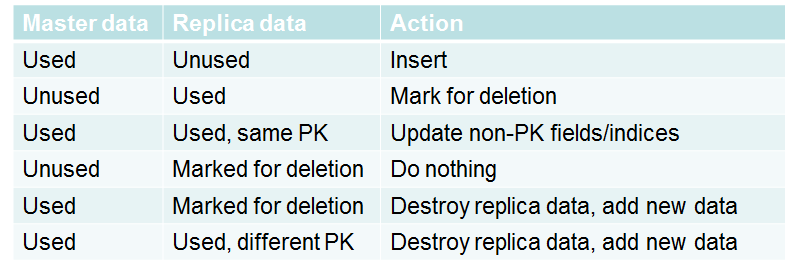 Master data Replica data Action
Used Unused Insert
Unused Used Mark for deletion
Used Used, same PK Update non-PK fields/indices
Unused Marked for deletion Do nothing
Used Marked for deletion Destroy replica data, add new data
Used Used, different PK Destroy replica data, add new data